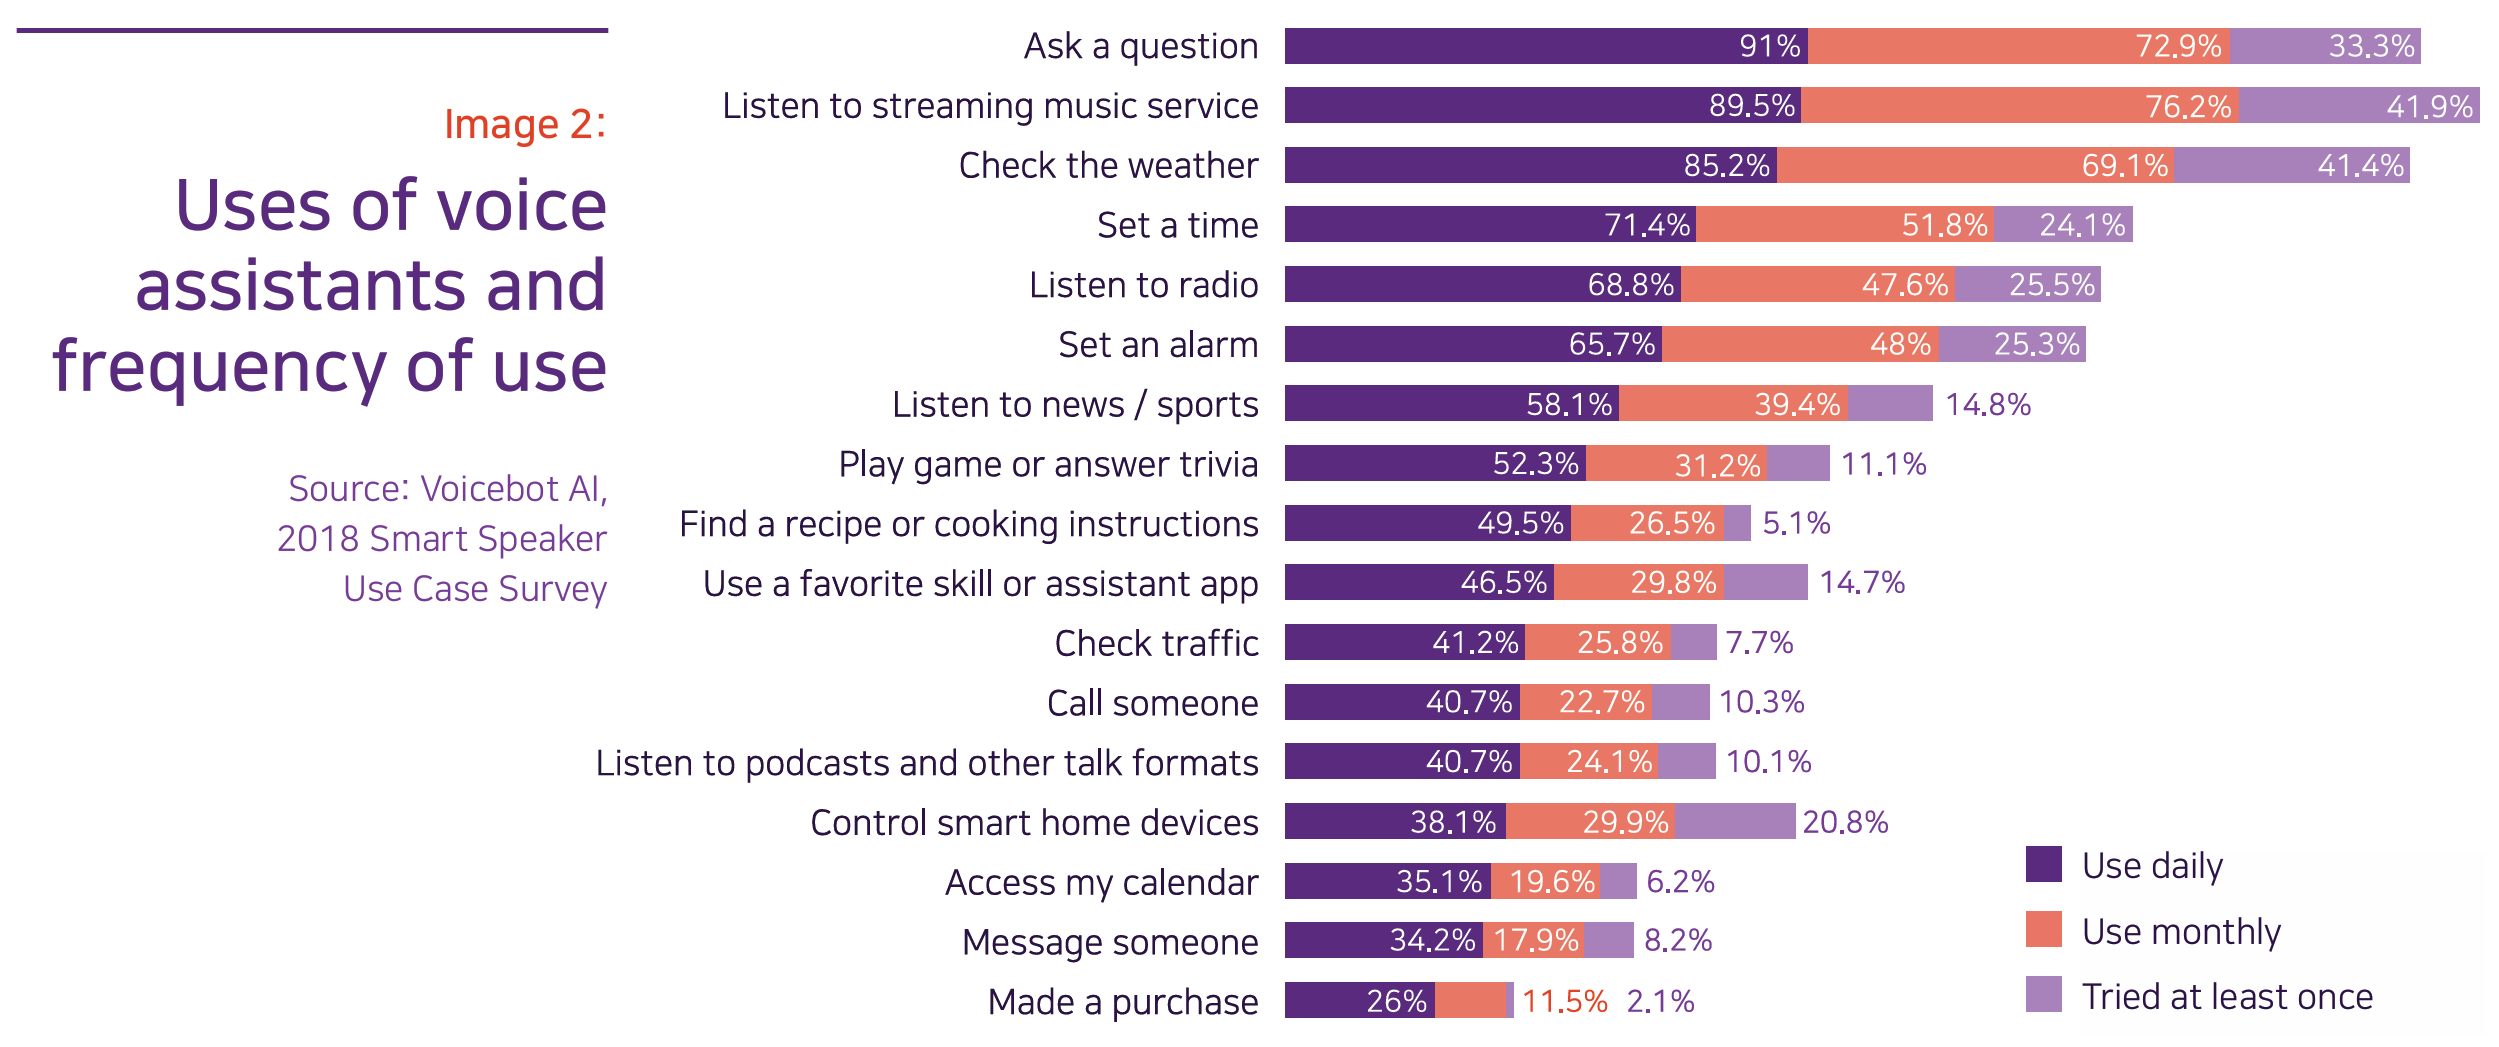 Image 2:
Uses of voice
assistants and
frequency of use
Source: Voicebot AI,
2018 Smart Speaker
Use Case Survey
Ask a question 91% 72.9% 33.3%
Listen to streaming music service 89.5% 76.2% 41.9%
Check the weather 85.2% 69.1% 41.4%
Set a time 71.4% 51.8% 24.1%
Listen to radio 68.8% 47.6% 25.5%
Set an alarm 65.7% 48% 25.3%
Listen to news / sports 58.1% 39.4% 14.8%
Play game or answer trivia 52.3% 31.2% 11.1%
Find a recipe or cooking instructions 49.5% 26.5% 5.1%
Use a favorite skill or assistant app 46.5% 29.8% 14.7%
Check traffic 41.2% 25.8% 7.7%
Call someone 40.7% 22.7% 10.3%
Listen to podcasts and other talk formats 40.7% 24.1% 10.1%
Control smart home devices 38.1% 29.9% 20.8%
Access my calendar 35.1% 19.6% 6.2%
Message someone 34.2% 17.9% 8.2%
Made a purchase 26% 11.5% 2.1%
Use daily
Use monthly
Tried at least once